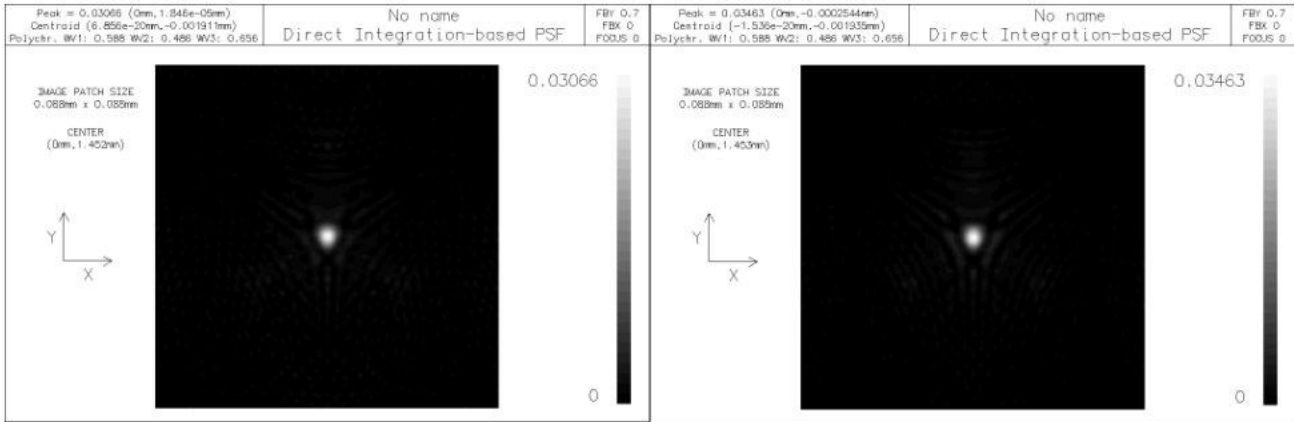 Peak = 0.03066 (0mm,1.846e-05mm)
Centroid (6.856e-20mm,-0.001911mm)
Polychr. WV1: 0.588 WV2: 0.486 WV3: 0.656
No name
Direct Integration-based PSF
FBY 0.7
FBX 0
FOCUS 0
IMAGE PATCH SIZE
0.088mm x 0.088mm
CENTER
(0mm,1.452mm)
Y
X
0.03066
0
Peak = 0.03463 (0mm,-0.0002544mm)
Centroid (-1.536e-20mm,-0.001935mm)
Polychr. WV1: 0.588 WV2: 0.486 WV3: 0.656
No name
Direct Integration-based PSF
FBY 0.7
FBX 0
FOCUS 0
IMAGE PATCH SIZE
0.088mm x 0.088mm
CENTER
(0mm,1.453mm)
Y
X
0.03463
0